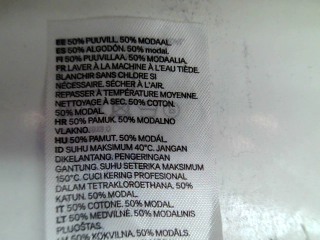 EE 50% PUUVILL. 50% MODAAL.
ES 50% ALGODÓN. 50% modal.
FI 50% PUUVILLAA. 50% MODAALIA.
FR LAVER À LA MACHINE À L'EAU TIÈDE.
BLANCHIR SANS CHLORE SI
NÉCESSAIRE. SÉCHER À L'AIR.
REPASSER À TEMPÉRATURE MOYENNE.
NETTOYAGE À SEC. 50% COTON.
50% MODAL.
HR 50% PAMUK. 50% MODALNO
VLAKNO.
HU 50% PAMUT. 50% MODÁL.
ID SUHU MAKSIMUM 40°C. JANGAN
DIKELANTANG. PENGERINGAN
GANTUNG. SUHU SETERIKA MAKSIMUM
150°C. CUCI KERING PROFESIONAL
DALAM TETRAKLOROETHANA. 50%
KATUN. 50% MODAL.
IT 50% COTONE. 50% MODAL.
LT 50% MEDVILNĖ. 50% MODALINIS
PLUOŠTAS.
50% KOKVILNA. 50% MODĀLS.